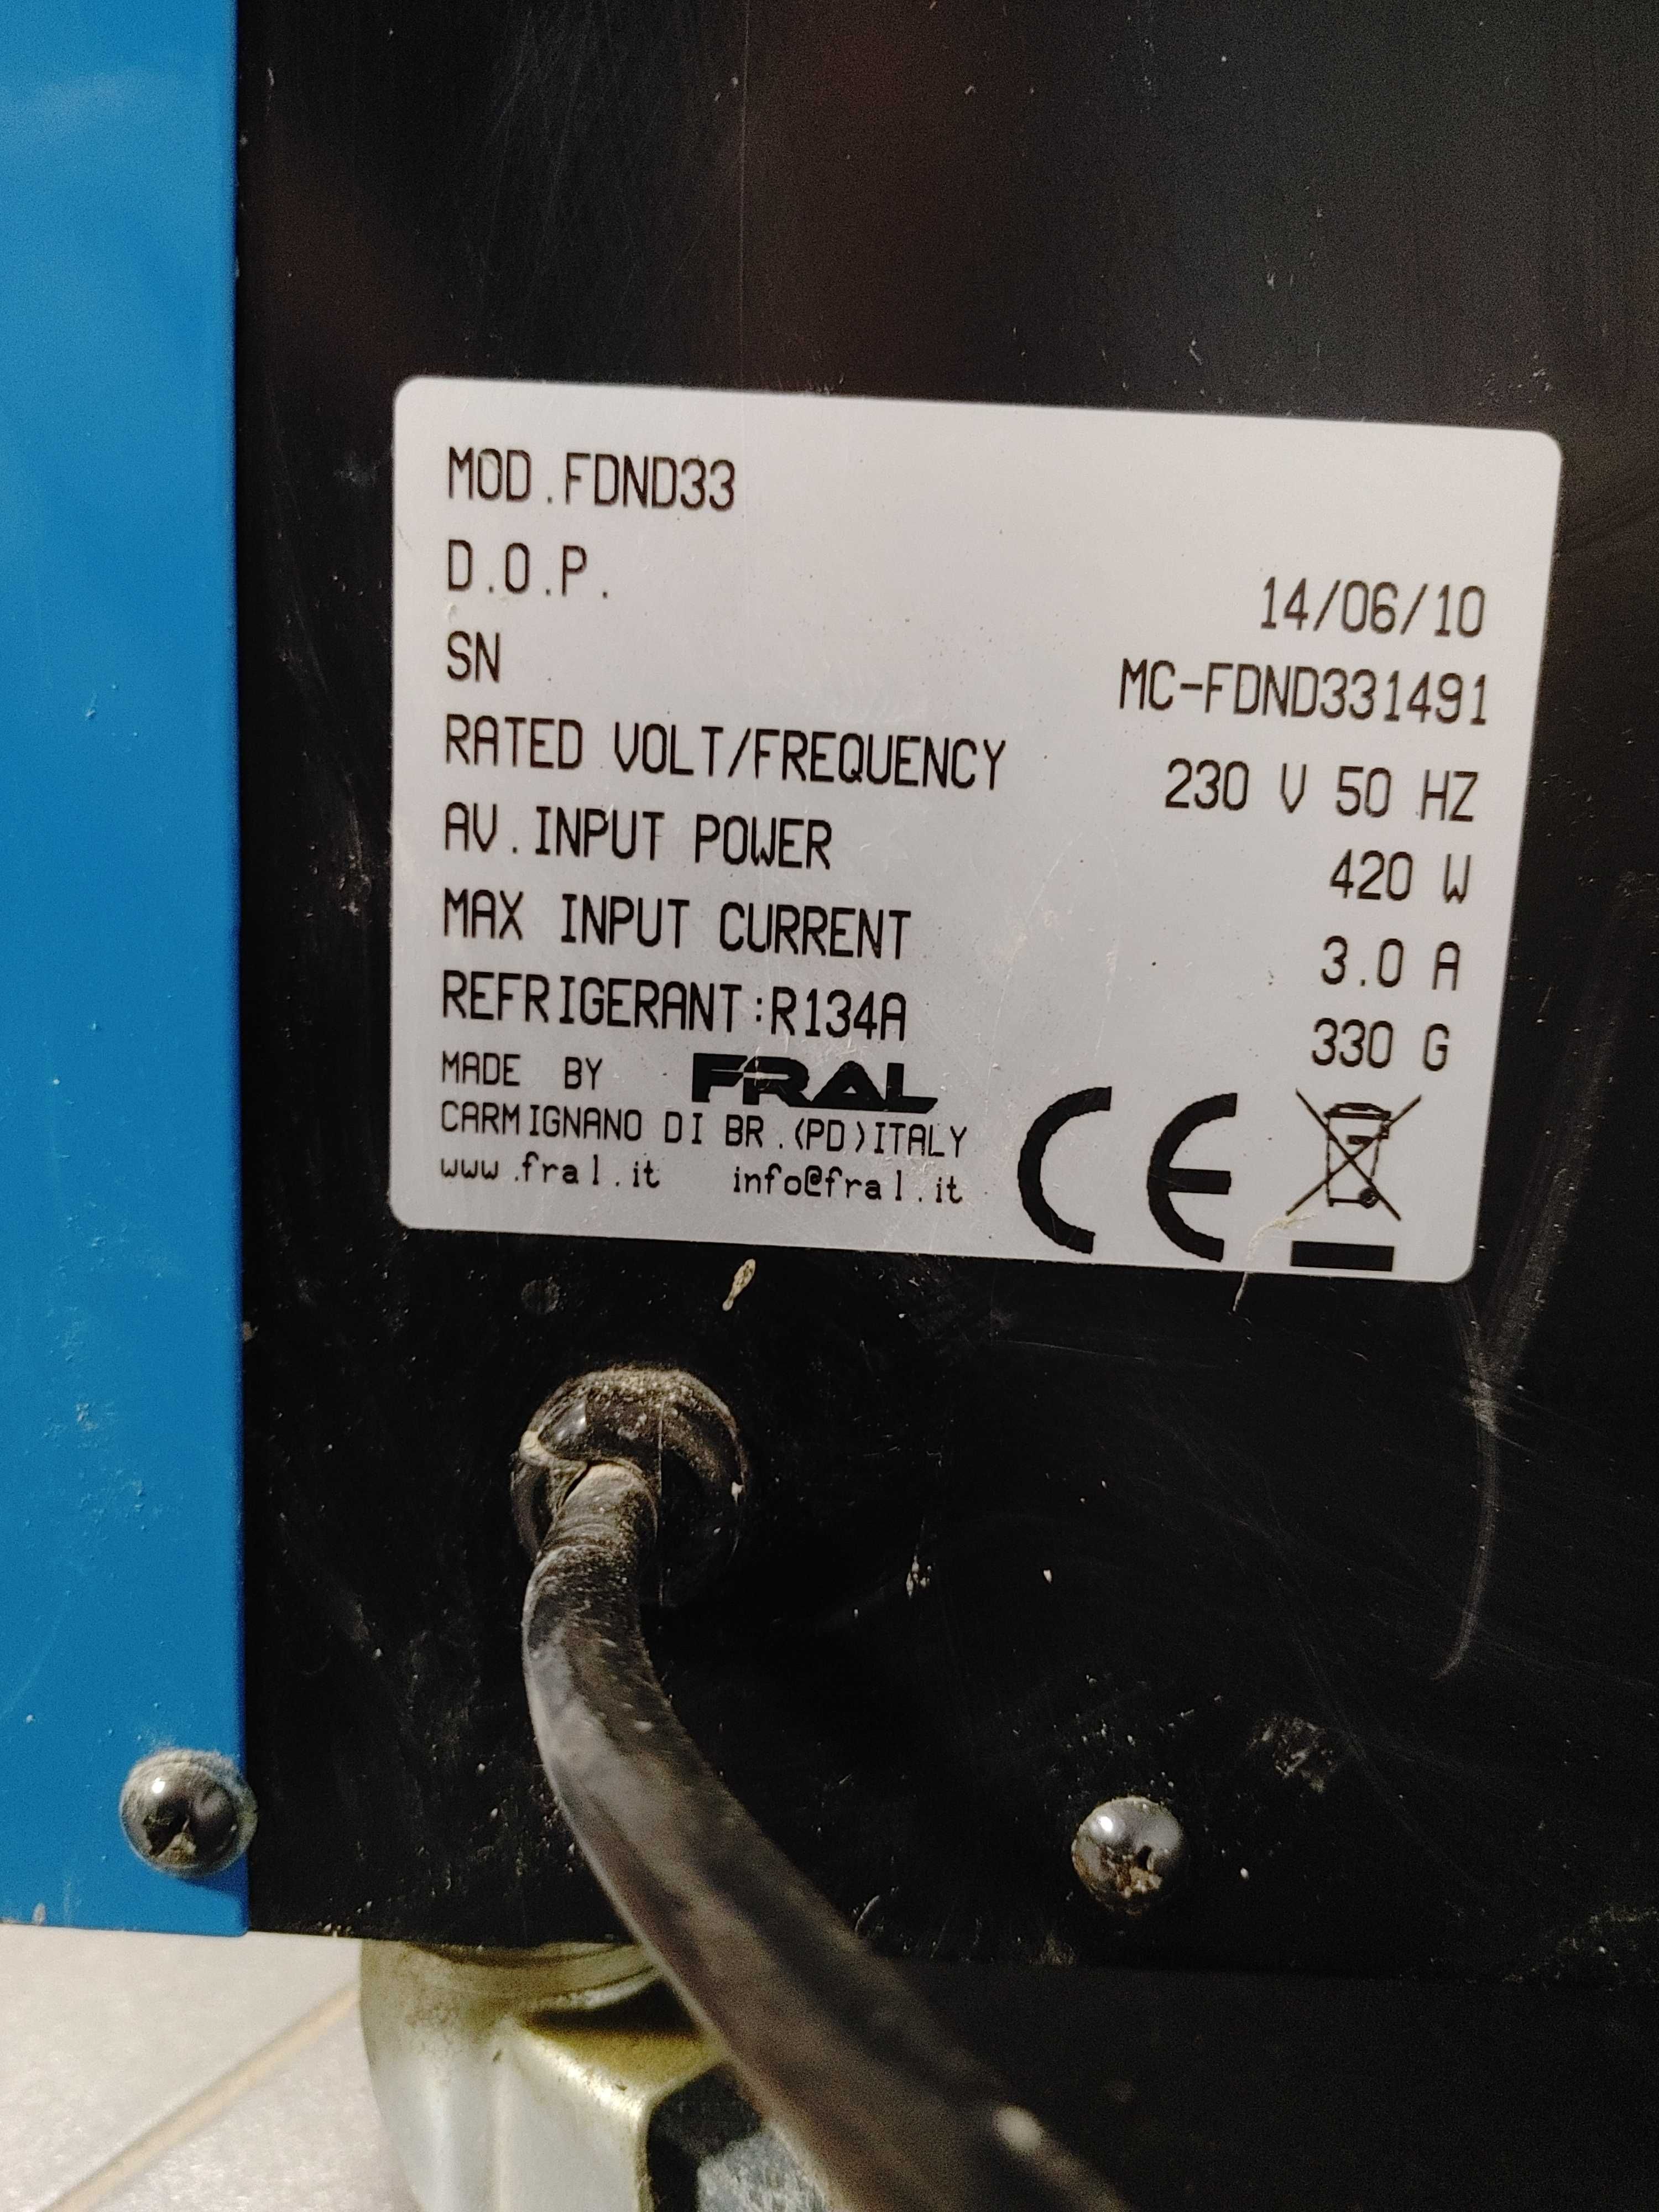 MOD.FDND33
D.O.P. 14/06/10
SN MC-FDND331491
RATED VOLT/FREQUENCY 230 V 50 HZ
AV.INPUT POWER 420 W
MAX INPUT CURRENT 3.0 A
REFRIGERANT:R134A 330 G
MADE BY FRAL
CARMIGNANO DI BR.(PD)ITALY
www.fral.it info@fral.it
CE